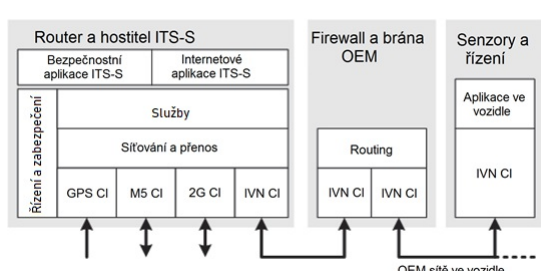 Router a hostitel ITS-S
Bezpečnostní
aplikace ITS-S
Internetové
aplikace ITS-S
Řízení a zabezpečení
Služby
Síťování a přenos
GPS CI
M5 CI
2G CI
IVN CI
Firewall a brána
OEM
Routing
IVN CI
IVN CI
Senzory a
řízení
Aplikace ve
vozidle
IVN CI
OEM sítě ve vozidle